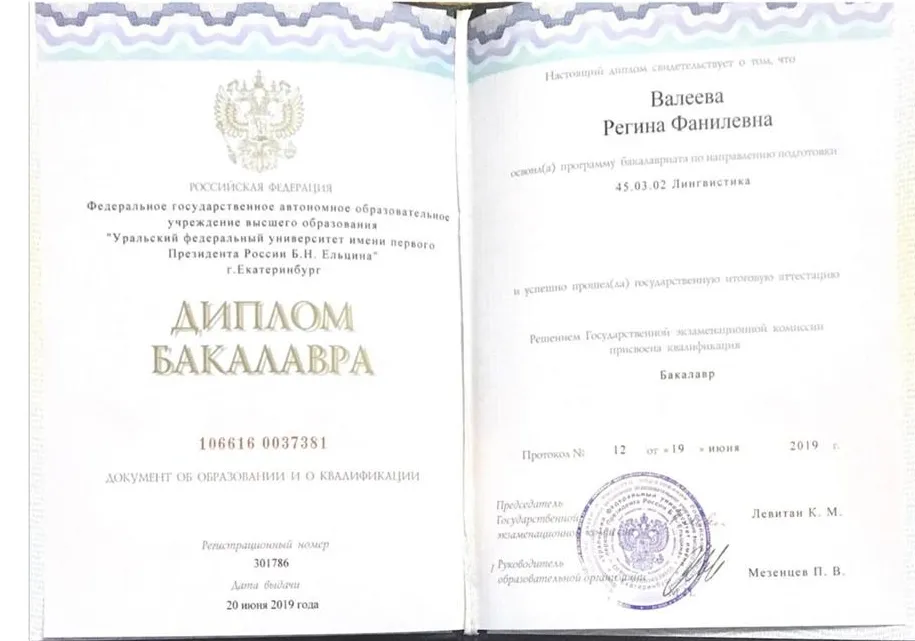 РОССИЙСКАЯ ФЕДЕРАЦИЯ
Федеральное государственное автономное образовательное
учреждение высшего образования
"Уральский федеральный университет имени первого
Президента России Б.Н. Ельцина"
г.Екатеринбург
ДИПЛОМ
БАКАЛАВРА
106616 0037381
ДОКУМЕНТ ОБ ОБРАЗОВАНИИ И О КВАЛИФИКАЦИИ
Регистрационный номер
301786
Дата выдачи
20 июня 2019 года
Настоящий диплом свидетельствует о том, что
Валеева
Регина Фанилевна
освоил(а) программу бакалавриата по направлению подготовки
45.03.02 Лингвистика
и успешно прошел(ла) государственную итоговую аттестацию
Решением Государственной экзаменационной комиссии
присвоена квалификация
Бакалавр
Протокол № 12 от « 19 » июня 2019 г.
Председатель
Государственной
экзаменационной
Левитан К. М.
Руководитель
образовательной организации
Мезенцев П. В.